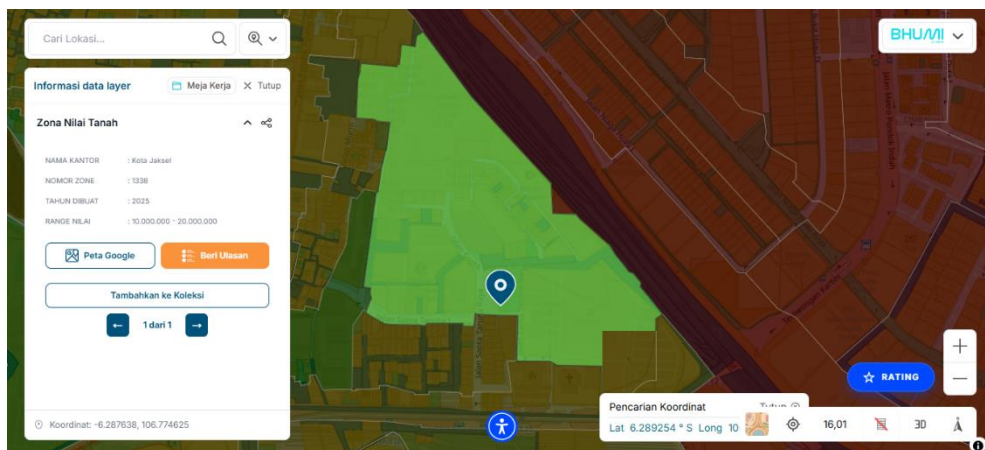 Cari Lokasi...
BHUMI
Informasi data layer
Meja Kerja
Tutup
Zona Nilai Tanah
NAMA KANTOR : Kota Jaksel
NOMOR ZONE : 1338
TAHUN DIBUAT : 2025
RANGE NILAI : 10.000.000 - 20.000.000
Peta Google
Beri Ulasan
Tambahkan ke Koleksi
← 1 dari 1 →
Koordinat: -6.287638, 106.774625
RATING
Pencarian Koordinat
Tutup
Lat 6.289254 ° S Long 10
16,01
3D